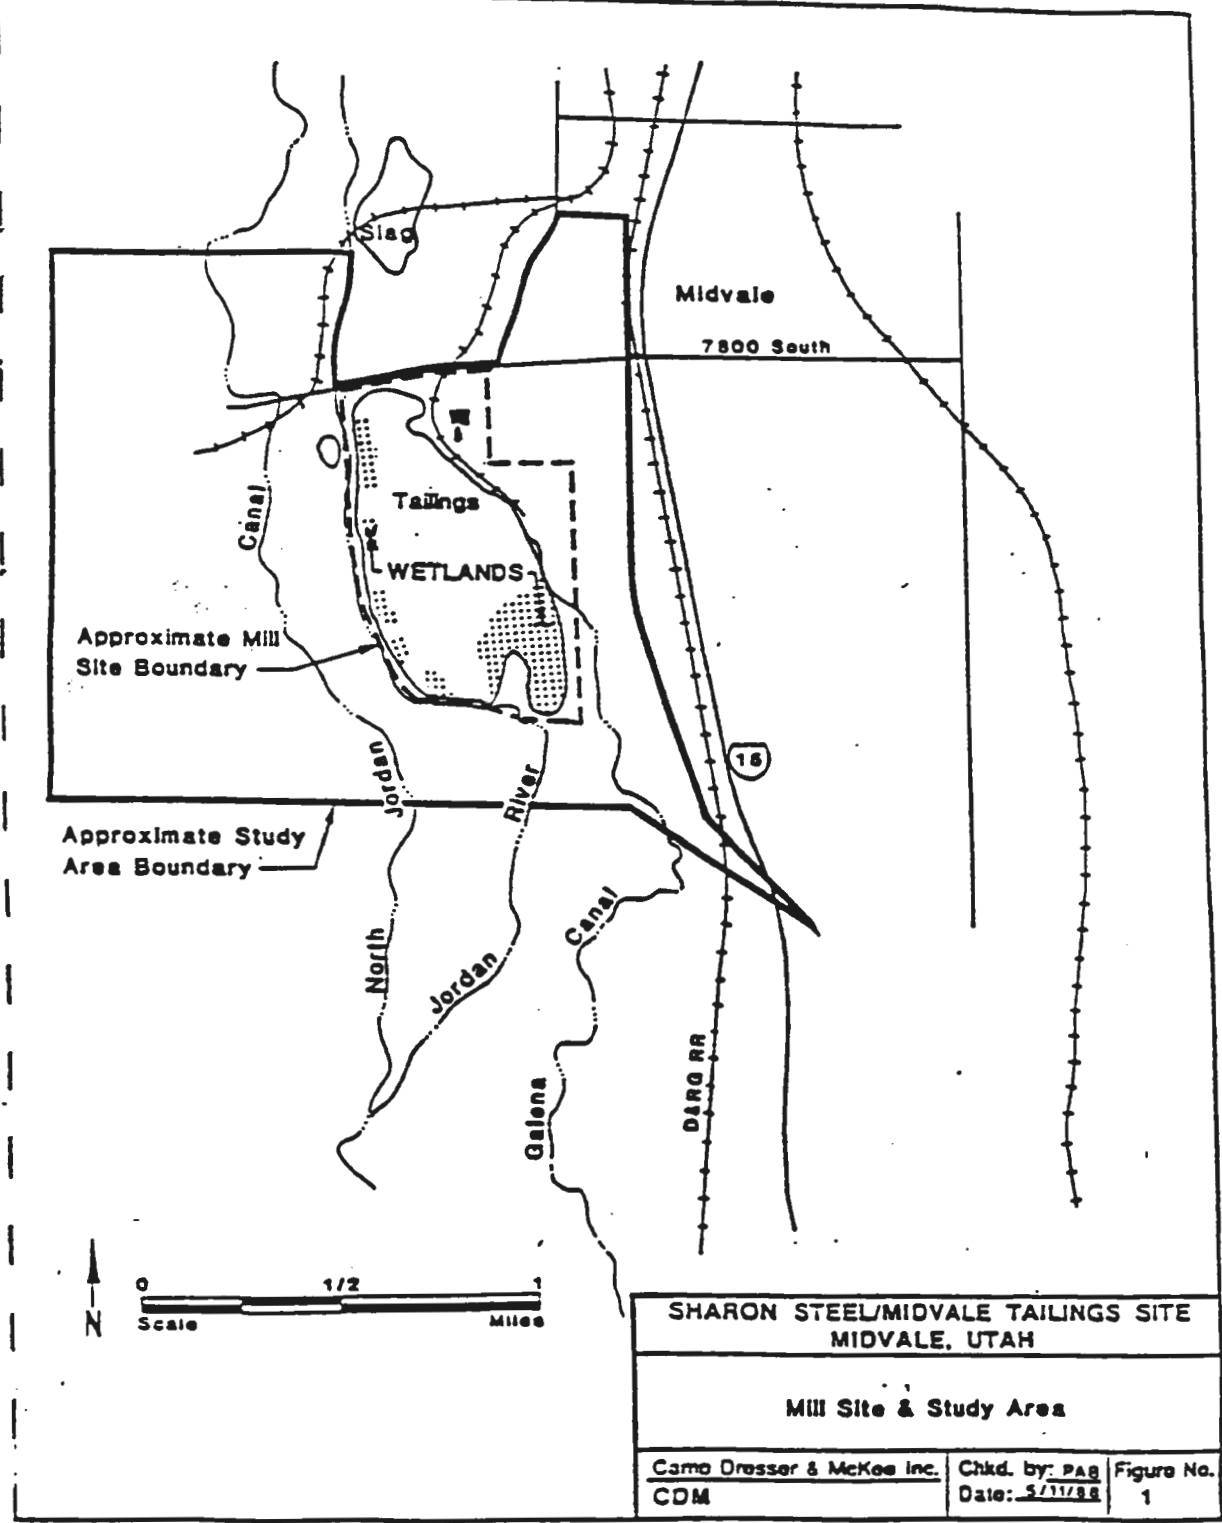 Slag
Midvale
7800 South
Canal
Tailings
WETLANDS
Approximate Mill
Site Boundary
15
Jordan
River
Approximate Study
Area Boundary
Canal
North
Jordan
D&RG RR
Galena
0 1/2 1
N
Scale Miles
SHARON STEEL/MIDVALE TAILINGS SITE
MIDVALE, UTAH
Mill Site & Study Area
Camp Dresser & McKee Inc.
CDM
Chkd. by: PAB
Date: 5/11/88
Figure No.
1